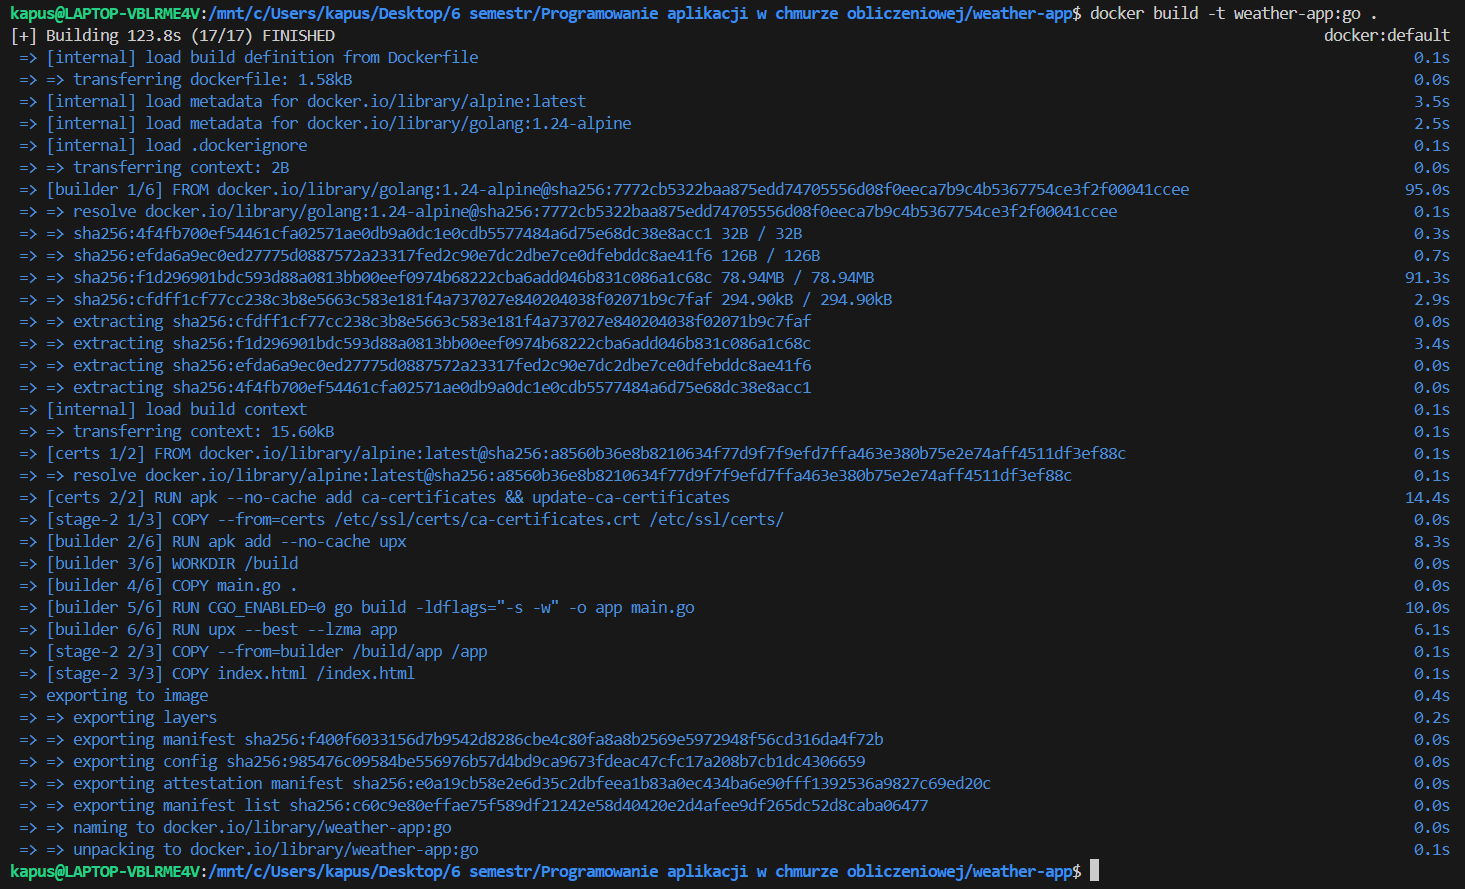 kapus@LAPTOP-VBLRME4V:/mnt/c/Users/kapus/Desktop/6 semestr/Programowanie aplikacji w chmurze obliczeniowej/weather-app$ docker build -t weather-app:go .
[+] Building 123.8s (17/17) FINISHED docker:default
=> [internal] load build definition from Dockerfile 0.1s
=> => transferring dockerfile: 1.58kB 0.0s
=> [internal] load metadata for docker.io/library/alpine:latest 3.5s
=> [internal] load metadata for docker.io/library/golang:1.24-alpine 2.5s
=> [internal] load .dockerignore 0.1s
=> => transferring context: 2B 0.0s
=> [builder 1/6] FROM docker.io/library/golang:1.24-alpine@sha256:7772cb5322baa875edd74705556d08f0eeca7b9c4b5367754ce3f2f00041ccee 95.0s
=> => resolve docker.io/library/golang:1.24-alpine@sha256:7772cb5322baa875edd74705556d08f0eeca7b9c4b5367754ce3f2f00041ccee 0.1s
=> => sha256:4f4fb700ef54461cfa02571ae0db9a0dc1e0cdb5577484a6d75e68dc38e8acc1 32B / 32B 0.3s
=> => sha256:efda6a9ec0ed27775d0887572a23317fed2c90e7dc2dbe7ce0dfebddc8ae41f6 126B / 126B 0.7s
=> => sha256:f1d296901bdc593d88a0813bb00eef0974b68222cba6add046b831c086a1c68c 78.94MB / 78.94MB 91.3s
=> => sha256:cfdff1cf77cc238c3b8e5663c583e181f4a737027e840204038f02071b9c7faf 294.90kB / 294.90kB 2.9s
=> => extracting sha256:cfdff1cf77cc238c3b8e5663c583e181f4a737027e840204038f02071b9c7faf 0.0s
=> => extracting sha256:f1d296901bdc593d88a0813bb00eef0974b68222cba6add046b831c086a1c68c 3.4s
=> => extracting sha256:efda6a9ec0ed27775d0887572a23317fed2c90e7dc2dbe7ce0dfebddc8ae41f6 0.0s
=> => extracting sha256:4f4fb700ef54461cfa02571ae0db9a0dc1e0cdb5577484a6d75e68dc38e8acc1 0.0s
=> [internal] load build context 0.1s
=> => transferring context: 15.60kB 0.1s
=> [certs 1/2] FROM docker.io/library/alpine:latest@sha256:a8560b36e8b8210634f77d9f7f9efd7ffa463e380b75e2e74aff4511df3ef88c 0.1s
=> => resolve docker.io/library/alpine:latest@sha256:a8560b36e8b8210634f77d9f7f9efd7ffa463e380b75e2e74aff4511df3ef88c 0.1s
=> [certs 2/2] RUN apk --no-cache add ca-certificates && update-ca-certificates 14.4s
=> [stage-2 1/3] COPY --from=certs /etc/ssl/certs/ca-certificates.crt /etc/ssl/certs/ 0.0s
=> [builder 2/6] RUN apk add --no-cache upx 8.3s
=> [builder 3/6] WORKDIR /build 0.0s
=> [builder 4/6] COPY main.go . 0.0s
=> [builder 5/6] RUN CGO_ENABLED=0 go build -ldflags="-s -w" -o app main.go 10.0s
=> [builder 6/6] RUN upx --best --lzma app 6.1s
=> [stage-2 2/3] COPY --from=builder /build/app /app 0.1s
=> [stage-2 3/3] COPY index.html /index.html 0.1s
=> exporting to image 0.4s
=> => exporting layers 0.2s
=> => exporting manifest sha256:f400f6033156d7b9542d8286cbe4c80fa8a8b2569e5972948f56cd316da4f72b 0.0s
=> => exporting config sha256:985476c09584be556976b57d4bd9ca9673fdeac47cfc17a208b7cb1dc4306659 0.0s
=> => exporting attestation manifest sha256:e0a19cb58e2e6d35c2dbfeea1b83a0ec434ba6e90fff1392536a9827c69ed20c 0.0s
=> => exporting manifest list sha256:c60c9e80effae75f589df21242e58d40420e2d4afee9df265dc52d8caba06477 0.0s
=> => naming to docker.io/library/weather-app:go 0.0s
=> => unpacking to docker.io/library/weather-app:go 0.1s
kapus@LAPTOP-VBLRME4V:/mnt/c/Users/kapus/Desktop/6 semestr/Programowanie aplikacji w chmurze obliczeniowej/weather-app$